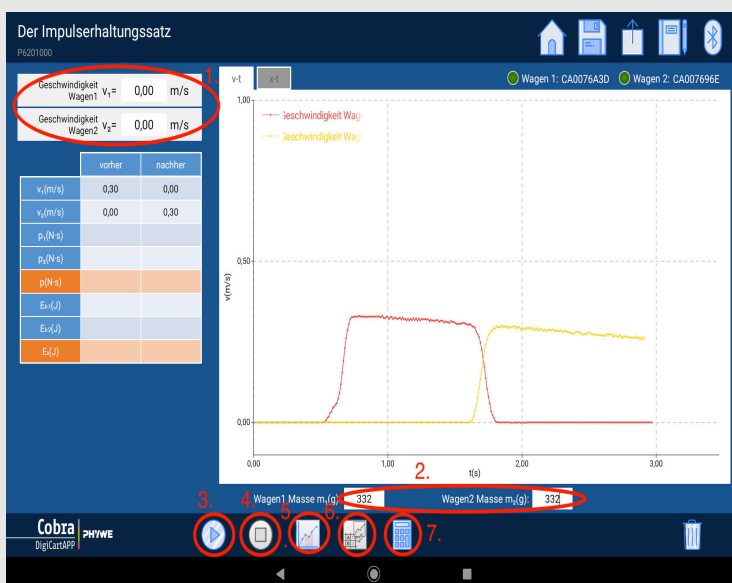 Der Impulserhaltungssatz
P6201000
1.
Geschwindigkeit Wagen1 v₁= 0,00 m/s
Geschwindigkeit Wagen2 v₂= 0,00 m/s
v-t x-t
Wagen 1: CA0076A3D Wagen 2: CA007696E
vorher nachher
v₁(m/s) 0,30 0,00
v₂(m/s) 0,00 0,30
p₁(N·s)
p₂(N·s)
p(N·s)
Eₖ₁(J)
Eₖ₂(J)
Eₖ(J)
1,00
eschwindigkeit Wag
eschwindigkeit Wag
0,50
v(m/s)
0,00
0,00 1,00 2,00 3,00
t(s)
2.
Wagen1 Masse m₁(g): 332 Wagen2 Masse m₂(g): 332
3. 4. 5. 6. 7.
Cobra DigiCartAPP PHYWE